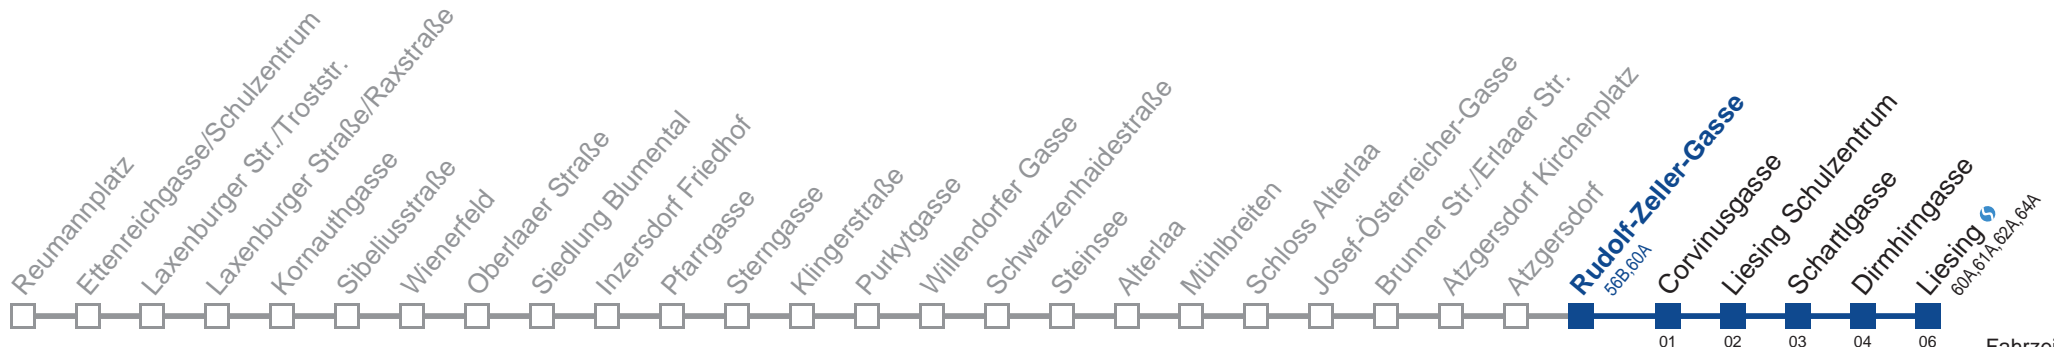 Reumannplatz
Ettenreichgasse/Schulzentrum
Laxenburger Str./Troststr.
Laxenburger Straße/Raxstraße
Kornauthgasse
Sibeliusstraße
Wienerfeld
Oberlaaer Straße
Siedlung Blumental
Inzersdorf Friedhof
Pfarrgasse
Sterngasse
Klingerstraße
Purkytgasse
Willendorfer Gasse
Schwarzenhaidestraße
Steinsee
Alterlaa
Mühlbreiten
Schloss Alterlaa
Josef-Österreicher-Gasse
Brunner Str./Erlaaer Str.
Atzgersdorf Kirchenplatz
Atzgersdorf
Rudolf-Zeller-Gasse
56B,60A
Corvinusgasse
Liesing Schulzentrum
Schartlgasse
Dirmhirngasse
Liesing
60A,61A,62A,64A
01 02 03 04 06
Fahrzei